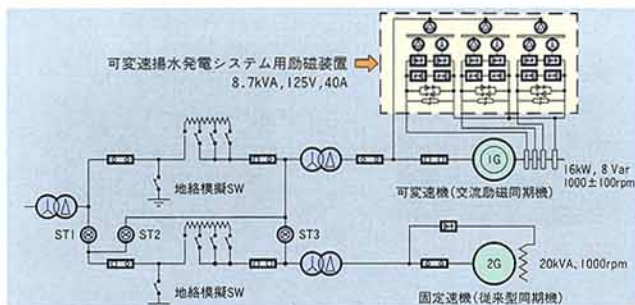 可変速揚水発電システム用励磁装置
8.7kVA,125V,40A
地絡模擬SW
1G
16kW, 8 Var
1000±100rpm
可変速機(交流励磁同期機)
ST1
ST2
ST3
地絡模擬SW
2G
20kVA,1000rpm
固定速機(従来型同期機)